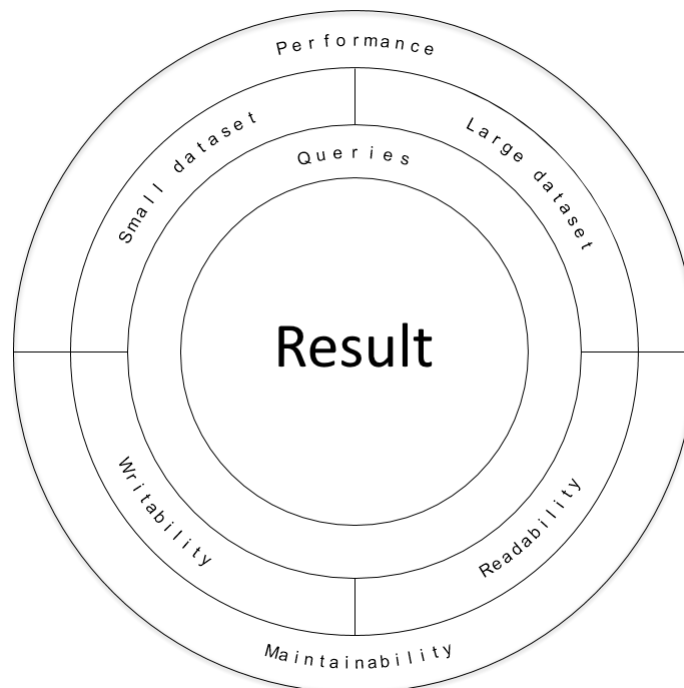 Performance
Small dataset
Large dataset
Queries
Result
Writability
Readability
Maintainability